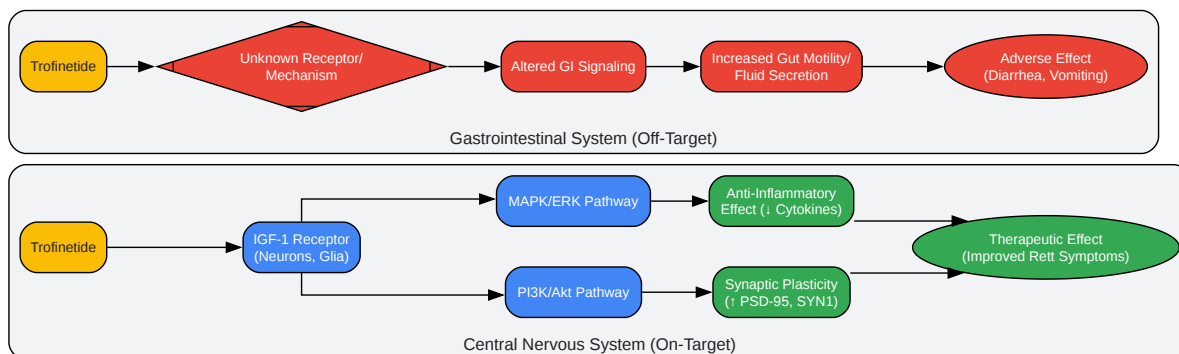 Trofinetide
Unknown Receptor/
Mechanism
Altered GI Signaling
Increased Gut Motility/
Fluid Secretion
Adverse Effect
(Diarrhea, Vomiting)
Gastrointestinal System (Off-Target)
Trofinetide
IGF-1 Receptor
(Neurons, Glia)
MAPK/ERK Pathway
Anti-Inflammatory
Effect (↓ Cytokines)
PI3K/Akt Pathway
Synaptic Plasticity
(↑ PSD-95, SYN1)
Therapeutic Effect
(Improved Rett Symptoms)
Central Nervous System (On-Target)